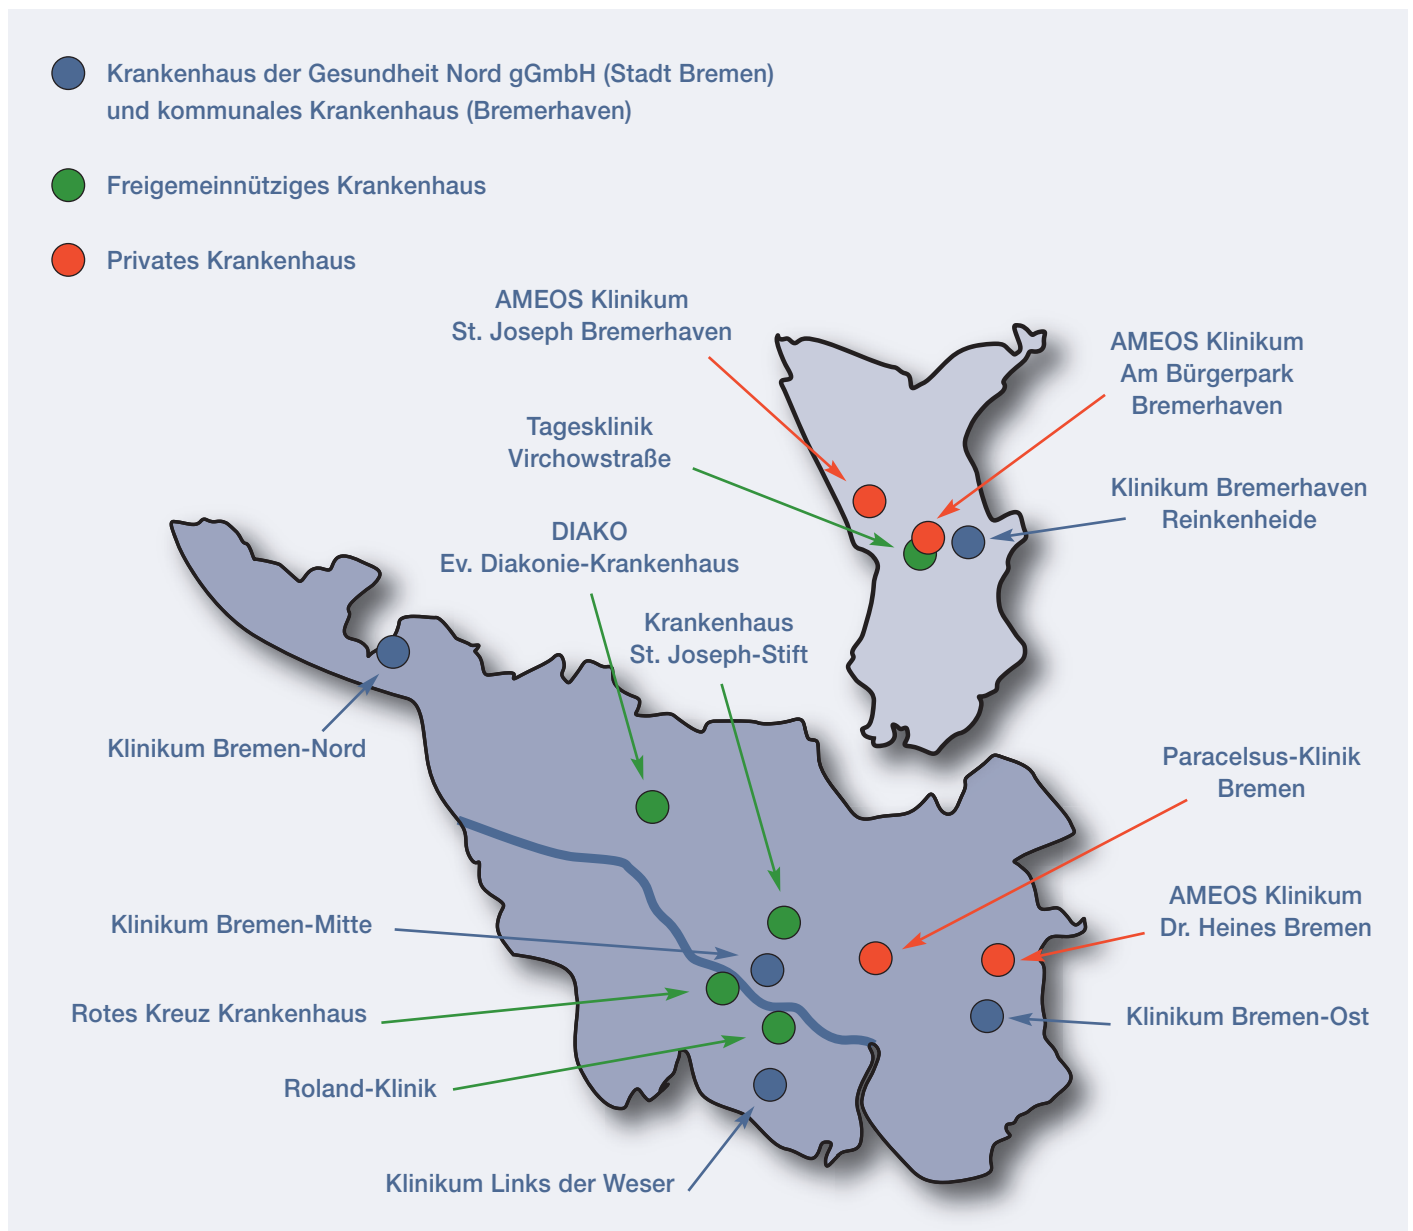 Krankenhaus der Gesundheit Nord gGmbH (Stadt Bremen)
und kommunales Krankenhaus (Bremerhaven)
Freigemeinnütziges Krankenhaus
Privates Krankenhaus
AMEOS Klinikum
St. Joseph Bremerhaven
AMEOS Klinikum
Am Bürgerpark
Bremerhaven
Tagesklinik
Virchowstraße
Klinikum Bremerhaven
Reinkenheide
DIAKO
Ev. Diakonie-Krankenhaus
Krankenhaus
St. Joseph-Stift
Klinikum Bremen-Nord
Paracelsus-Klinik
Bremen
AMEOS Klinikum
Dr. Heines Bremen
Klinikum Bremen-Mitte
Rotes Kreuz Krankenhaus
Klinikum Bremen-Ost
Roland-Klinik
Klinikum Links der Weser